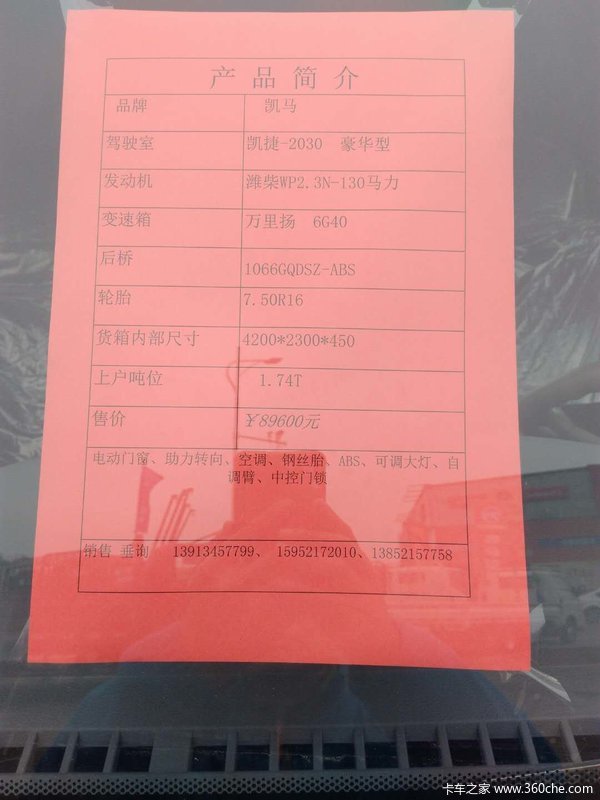 产品简介
品牌 凯马
驾驶室 凯捷-2030 豪华型
发动机 潍柴WP2.3N-130马力
变速箱 万里扬 6G40
后桥 1066GQDSZ-ABS
轮胎 7.50R16
货箱内部尺寸 4200*2300*450
上户吨位 1.74T
售价 ¥89600元
电动门窗、助力转向、空调、钢丝胎、ABS、可调大灯、自
调臂、中控门锁
销售 垂询 13913457799、 15952172010、13852157758
卡车之家 www.360che.com